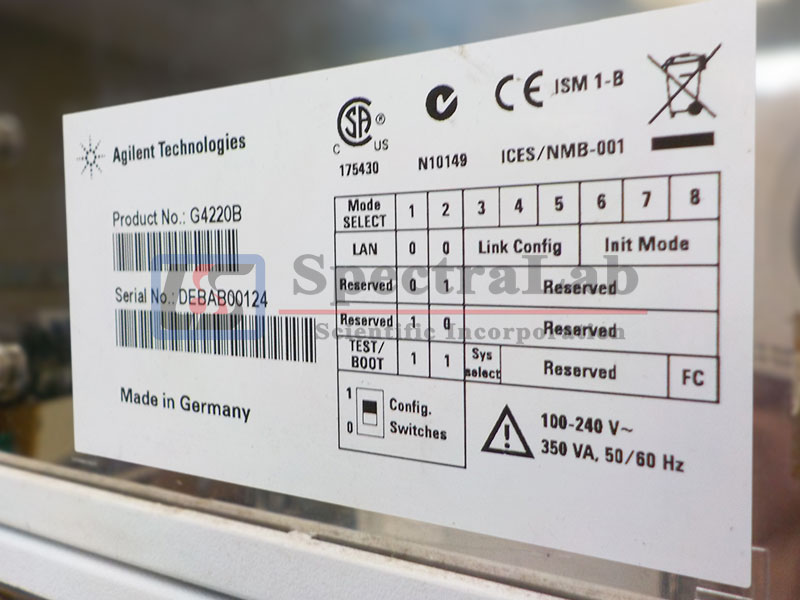 Agilent Technologies
Product No.: G4220B
Serial No.: DEBAB00124
Made in Germany
CSA ® C US
175430
N10149
CE ISM 1-B
ICES/NMB-001
Mode SELECT 1 2 3 4 5 6 7 8
LAN 0 0 Link Config Init Mode
Reserved 0 1 Reserved
Reserved 1 0 Reserved
TEST/ BOOT 1 1 Sys select Reserved FC
1
0
Config.
Switches
100-240 V~
350 VA, 50/60 Hz
SpectraLab
Scientific Incorporation